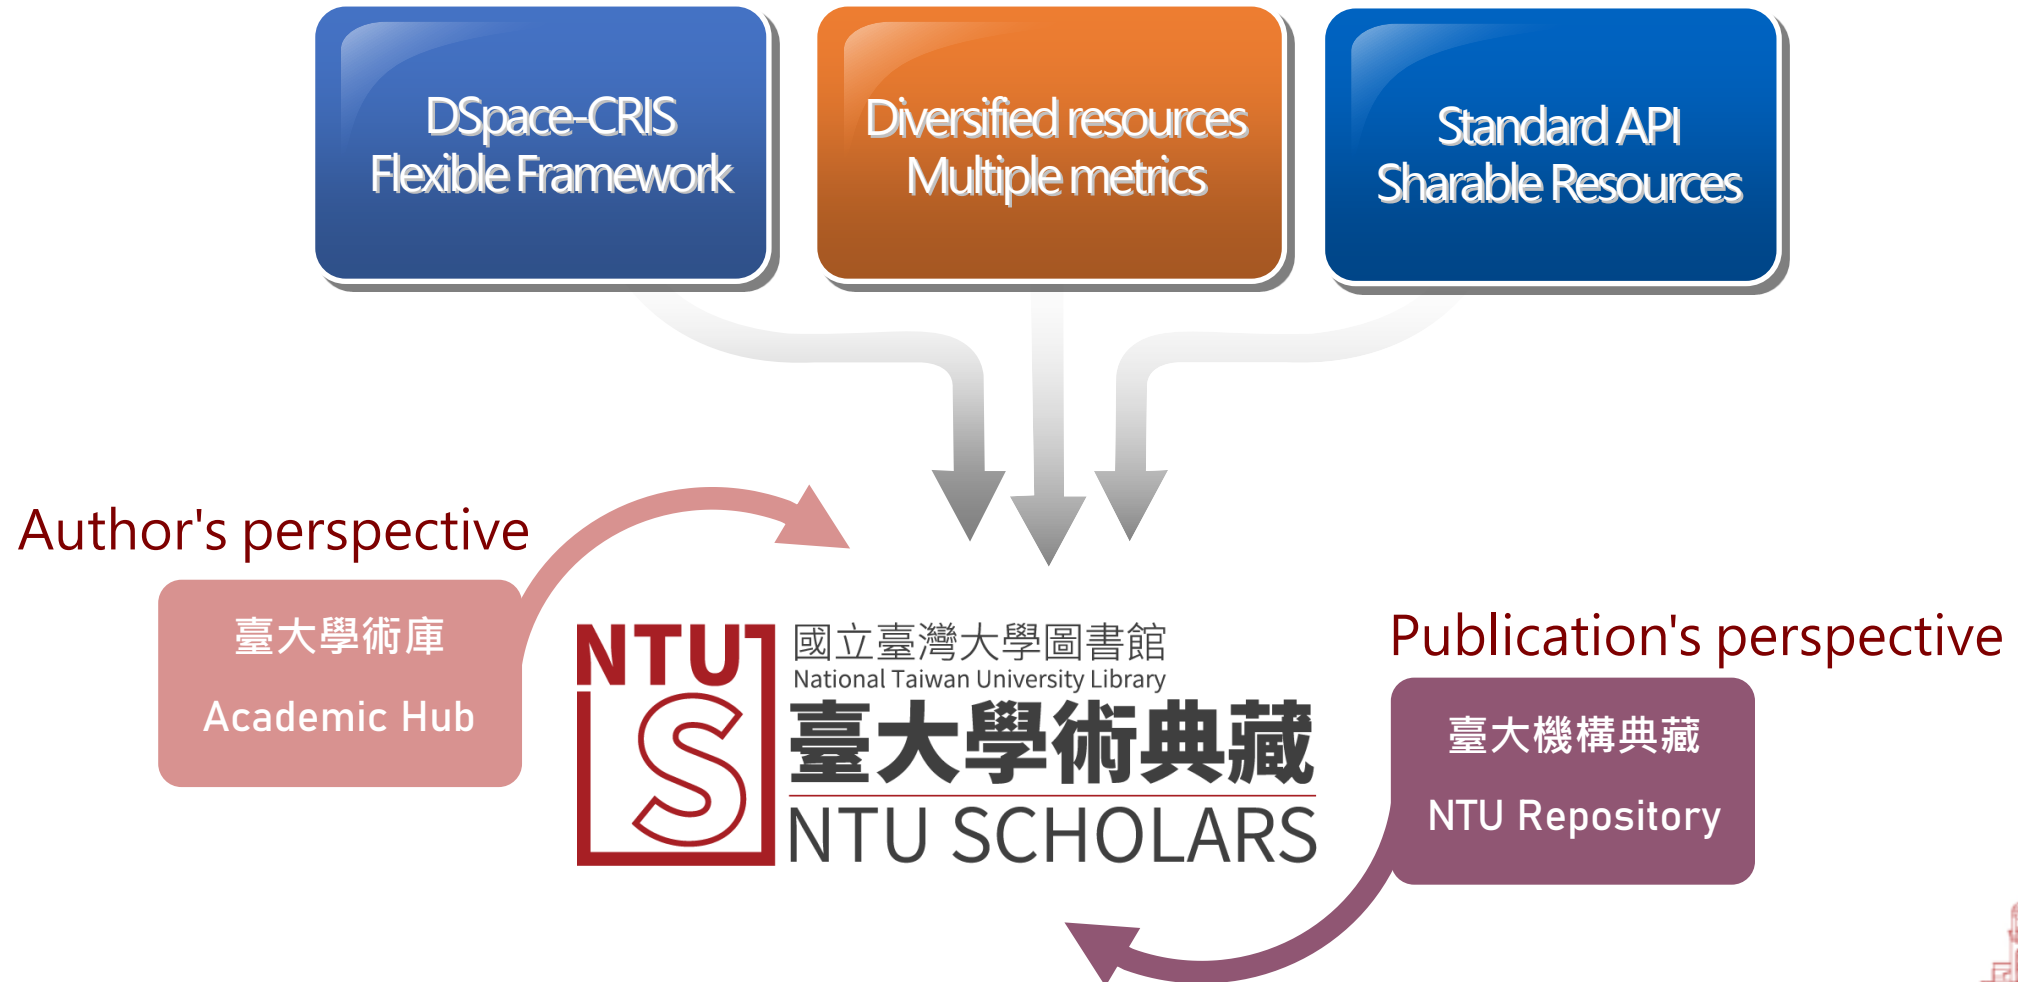 DSpace-CRIS
Flexible Framework
Diversified resources
Multiple metrics
Standard API
Sharable Resources
Author's perspective
臺大學術庫
Academic Hub
NTU
S
國立臺灣大學圖書館
National Taiwan University Library
臺大學術典藏
NTU SCHOLARS
Publication's perspective
臺大機構典藏
NTU Repository